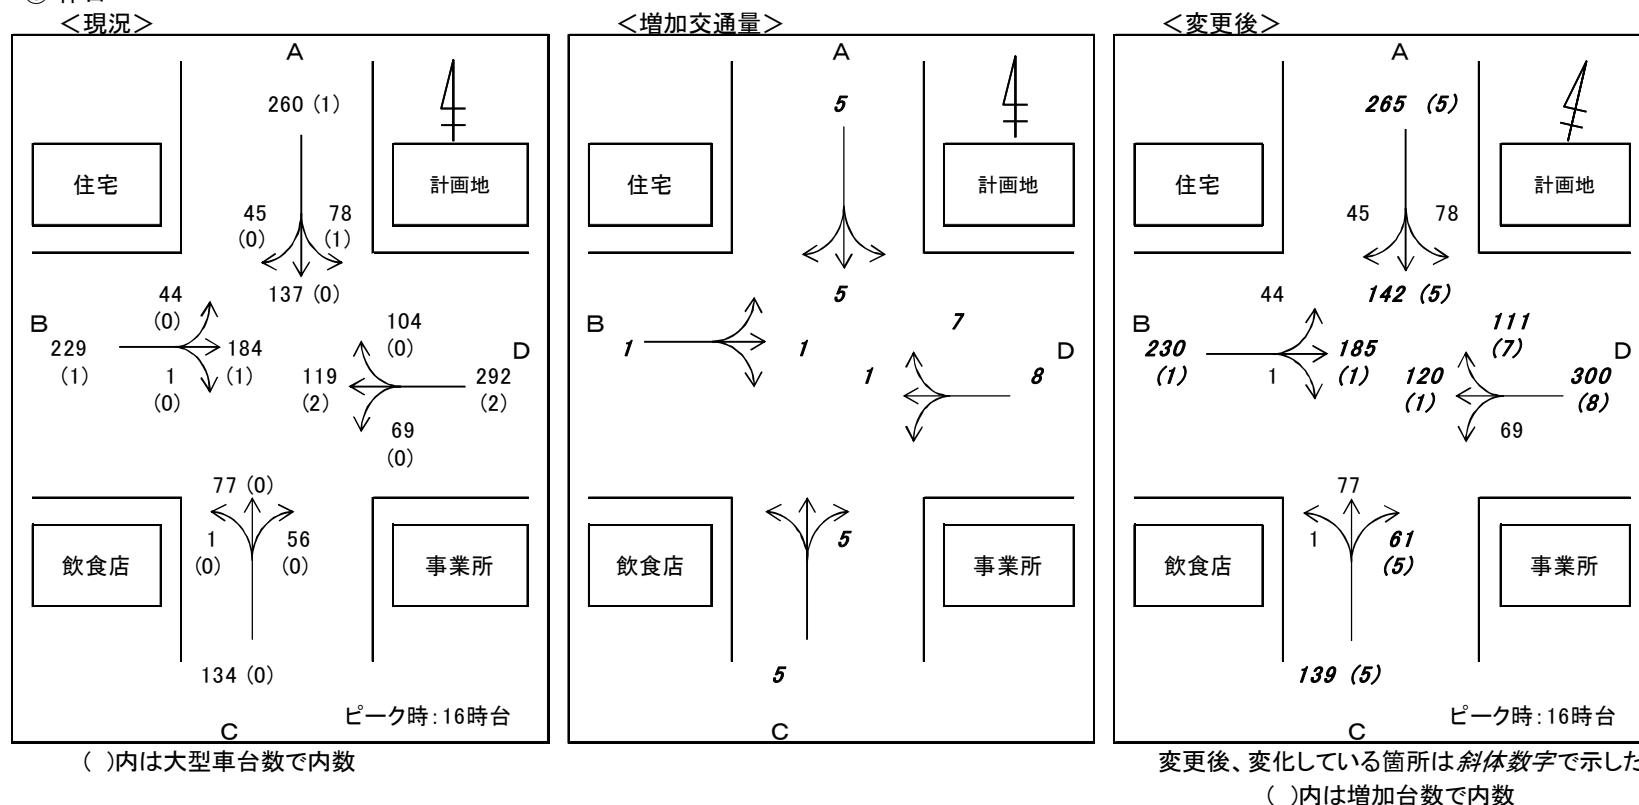 ＜現況＞
A
260 (1)
住宅
計画地
45
(0)
78
(1)
137 (0)
44
(0)
B
229
(1)
184
(1)
1
(0)
104
(0)
D
119
(2)
292
(2)
69
(0)
77 (0)
1
(0)
56
(0)
飲食店
事業所
134 (0)
ピーク時：16時台
C
( )内は大型車台数で内数
＜増加交通量＞
A
5
住宅
計画地
5
B
1
1
7
D
1
8
5
飲食店
事業所
5
C
＜変更後＞
A
265 (5)
住宅
計画地
45
78
142 (5)
44
B
230
(1)
185
(1)
1
111
(7)
D
120
(1)
300
(8)
69
77
1
61
(5)
飲食店
事業所
139 (5)
ピーク時：16時台
C
変更後、変化している箇所は斜体数字で示した
( )内は増加台数で内数